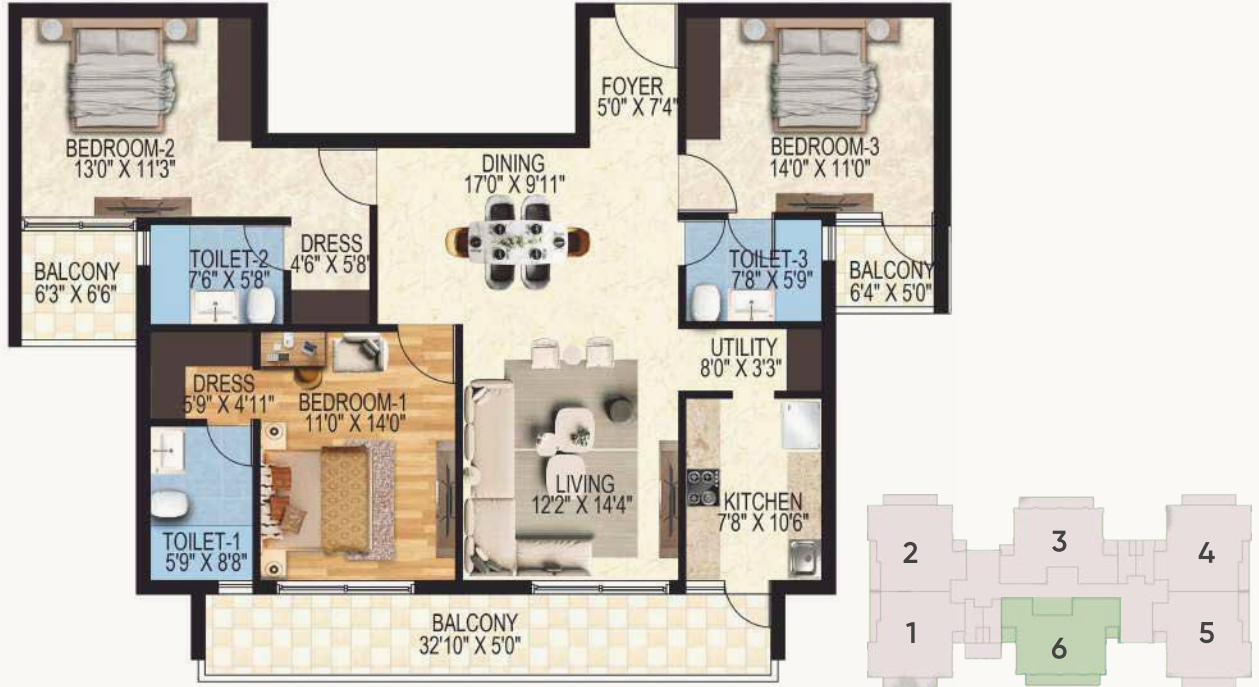 FOYER
5'0" X 7'4"
BEDROOM-2
13'0" X 11'3"
BEDROOM-3
14'0" X 11'0"
DINING
17'0" X 9'11"
DRESS
4'6" X 5'8"
TOILET-2
7'6" X 5'8"
TOILET-3
7'8" X 5'9"
BALCONY
6'3" X 6'6"
BALCONY
6'4" X 5'0"
UTILITY
8'0" X 3'3"
DRESS
5'9" X 4'11"
BEDROOM-1
11'0" X 14'0"
LIVING
12'2" X 14'4"
KITCHEN
7'8" X 10'6"
TOILET-1
5'9" X 8'8"
BALCONY
32'10" X 5'0"
2
3
4
1
6
5